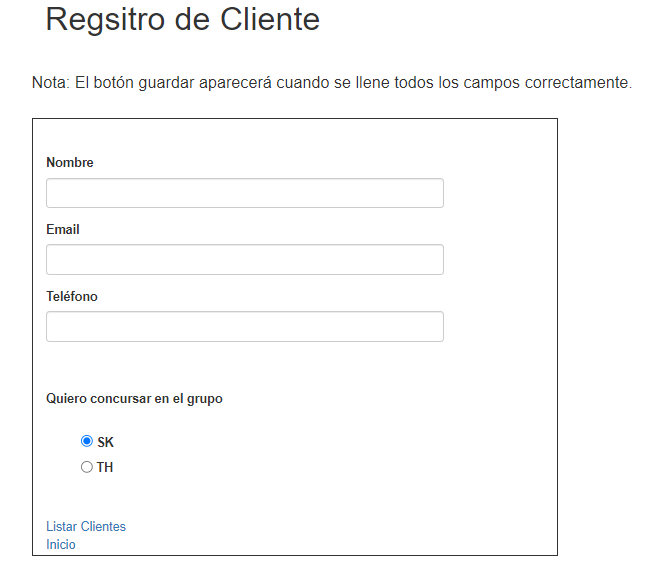 Regsitro de Cliente
Nota: El botón guardar aparecerá cuando se llene todos los campos correctamente.
Nombre
Email
Teléfono
Quiero concursar en el grupo
SK
TH
Listar Clientes
Inicio